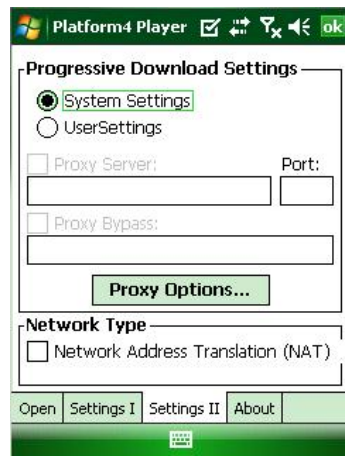 Platform4 Player ok
Progressive Download Settings
System Settings
UserSettings
Proxy Server: Port:
Proxy Bypass:
Proxy Options...
Network Type
Network Address Translation (NAT)
Open Settings I Settings II About